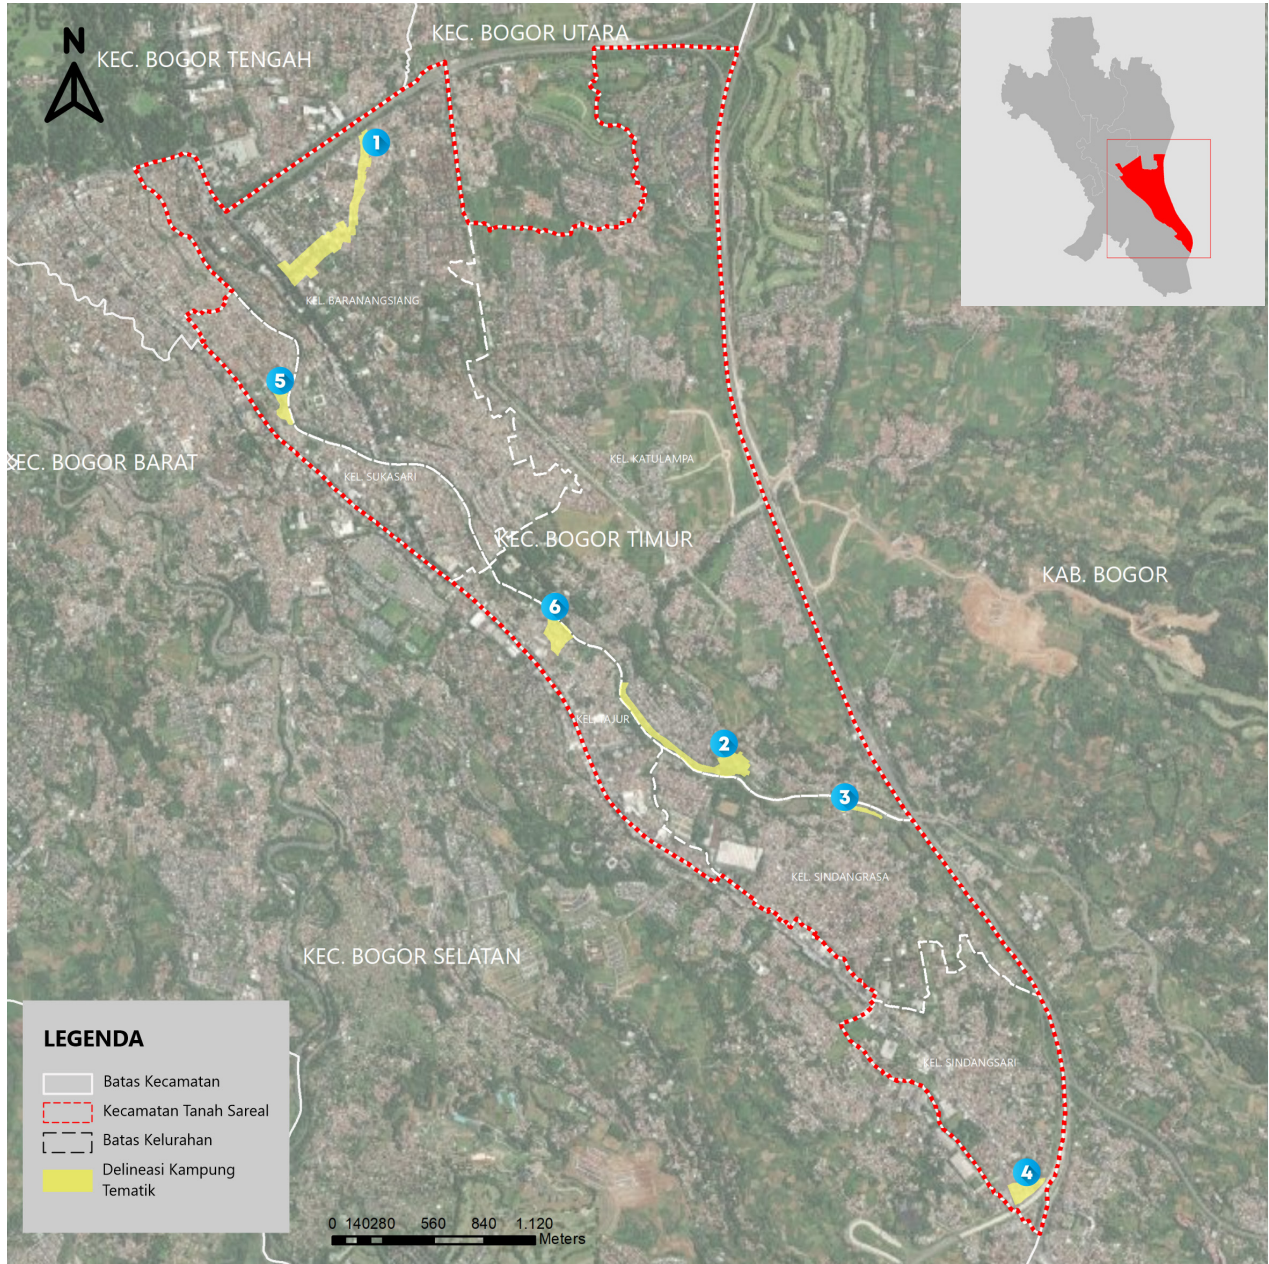 KEC. BOGOR UTARA
N
KEC. BOGOR TENGAH
1
KEL. BARANANGSIANG
5
KEC. BOGOR BARAT
KEL. KATULAMPA
KEL. SUKASARI
KEC. BOGOR TIMUR
KAB. BOGOR
6
KEL. TAJUR
2
3
KEL. SINDANGRASA
KEC. BOGOR SELATAN
KEL. SINDANGSARI
4
LEGENDA
Batas Kecamatan
Kecamatan Tanah Sareal
Batas Kelurahan
Delineasi Kampung
Tematik
0 140280 560 840 1.120
Meters